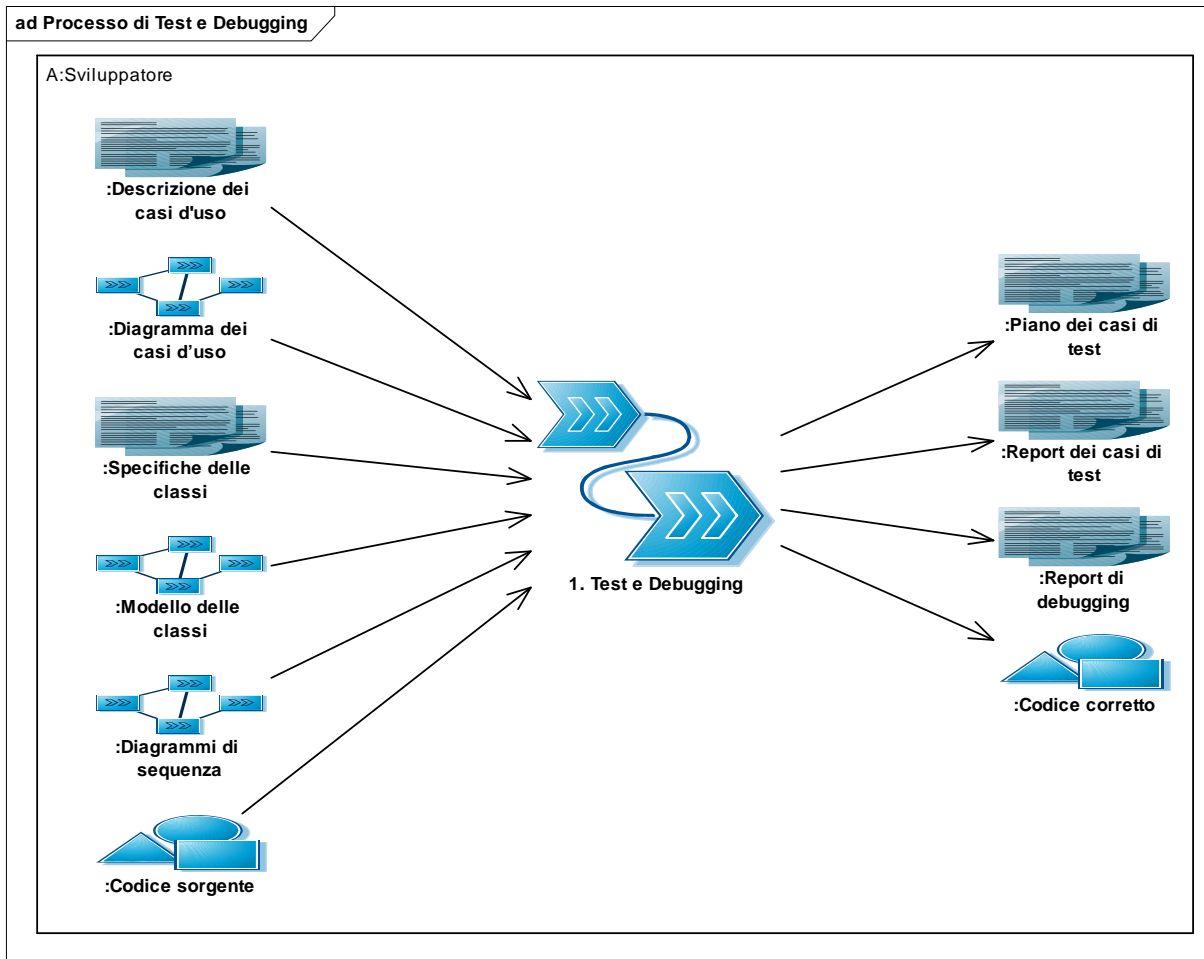 ad Processo di Test e Debugging
A:Sviluppatore
:Descrizione dei
casi d'uso
:Diagramma dei
casi d’uso
:Specifiche delle
classi
:Modello delle
classi
:Diagrammi di
sequenza
:Codice sorgente
1. Test e Debugging
:Piano dei casi di
test
:Report dei casi di
test
:Report di
debugging
:Codice corretto